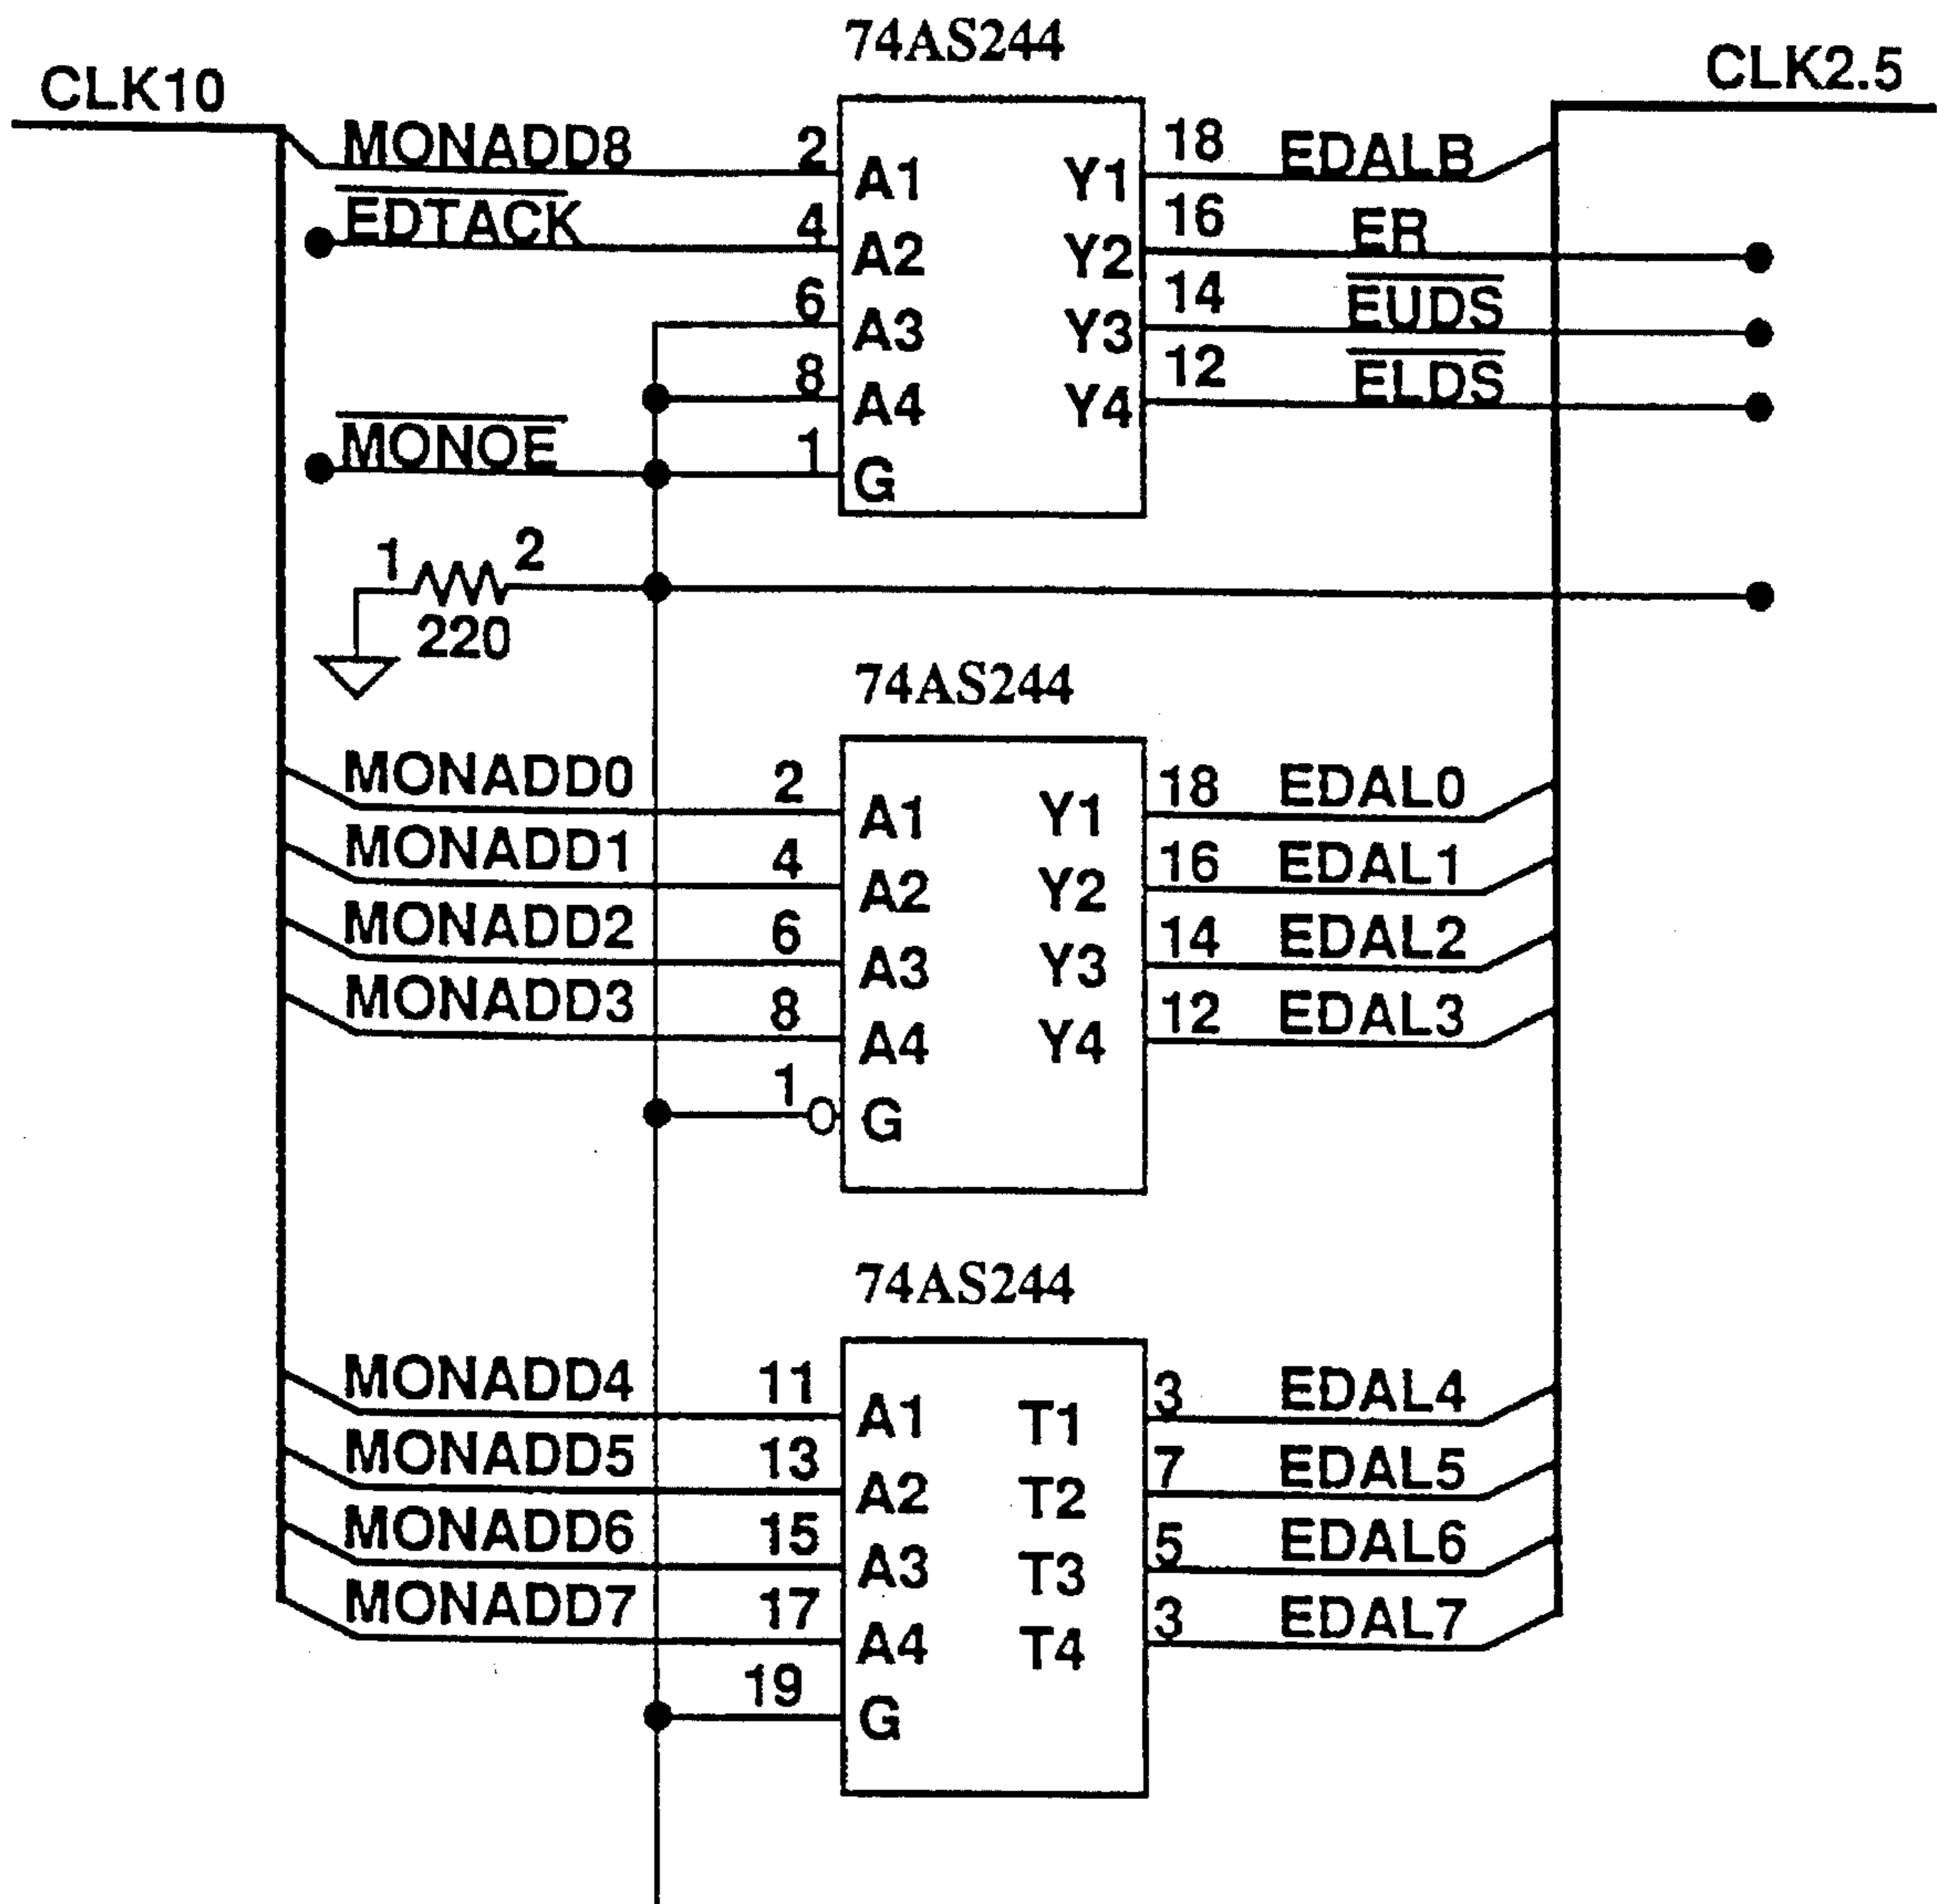 74AS244
CLK10
CLK2.5
MONADD8 2 A1 Y1 18 EDALB
EDTACK 4 A2 Y2 16 ER
6 A3 Y3 14 EUDS
8 A4 Y4 12 ELDS
MONOE 1 G
1 2
220
74AS244
MONADD0 2 A1 Y1 18 EDAL0
MONADD1 4 A2 Y2 16 EDAL1
MONADD2 6 A3 Y3 14 EDAL2
MONADD3 8 A4 Y4 12 EDAL3
1 G
74AS244
MONADD4 11 A1 T1 3 EDAL4
MONADD5 13 A2 T2 7 EDAL5
MONADD6 15 A3 T3 5 EDAL6
MONADD7 17 A4 T4 3 EDAL7
19 G